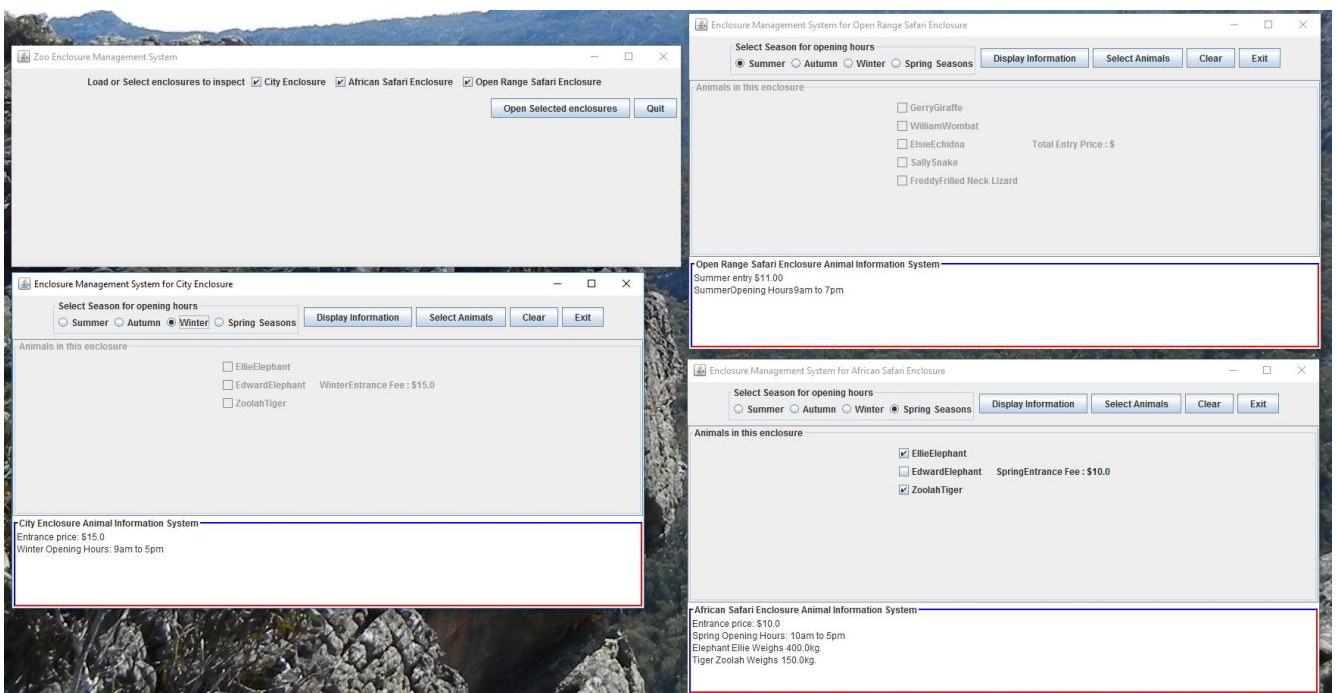 Zoo Enclosure Management System
Load or Select enclosures to inspect City Enclosure African Safari Enclosure Open Range Safari Enclosure
Open Selected enclosures Quit
Enclosure Management System for City Enclosure
Select Season for opening hours
Summer Autumn Winter Spring Seasons Display Information Select Animals Clear Exit
Animals in this enclosure
EllieElephant
EdwardElephant WinterEntrance Fee : $15.0
ZoolahTiger
City Enclosure Animal Information System
Entrance price: $15.0
Winter Opening Hours: 9am to 5pm
Enclosure Management System for Open Range Safari Enclosure
Select Season for opening hours
Summer Autumn Winter Spring Seasons Display Information Select Animals Clear Exit
Animals in this enclosure
GerryGiraffe
WilliamWombat
ElsieEchidna Total Entry Price : $
SallySnake
FreddyFrilled Neck Lizard
Open Range Safari Enclosure Animal Information System
Summer entry $11.00
SummerOpening Hours9am to 7pm
Enclosure Management System for African Safari Enclosure
Select Season for opening hours
Summer Autumn Winter Spring Seasons Display Information Select Animals Clear Exit
Animals in this enclosure
EllieElephant
EdwardElephant SpringEntrance Fee : $10.0
ZoolahTiger
African Safari Enclosure Animal Information System
Entrance price: $10.0
Spring Opening Hours: 10am to 5pm
Elephant Ellie Weighs 400.0kg.
Tiger Zoolah Weighs 150.0kg.